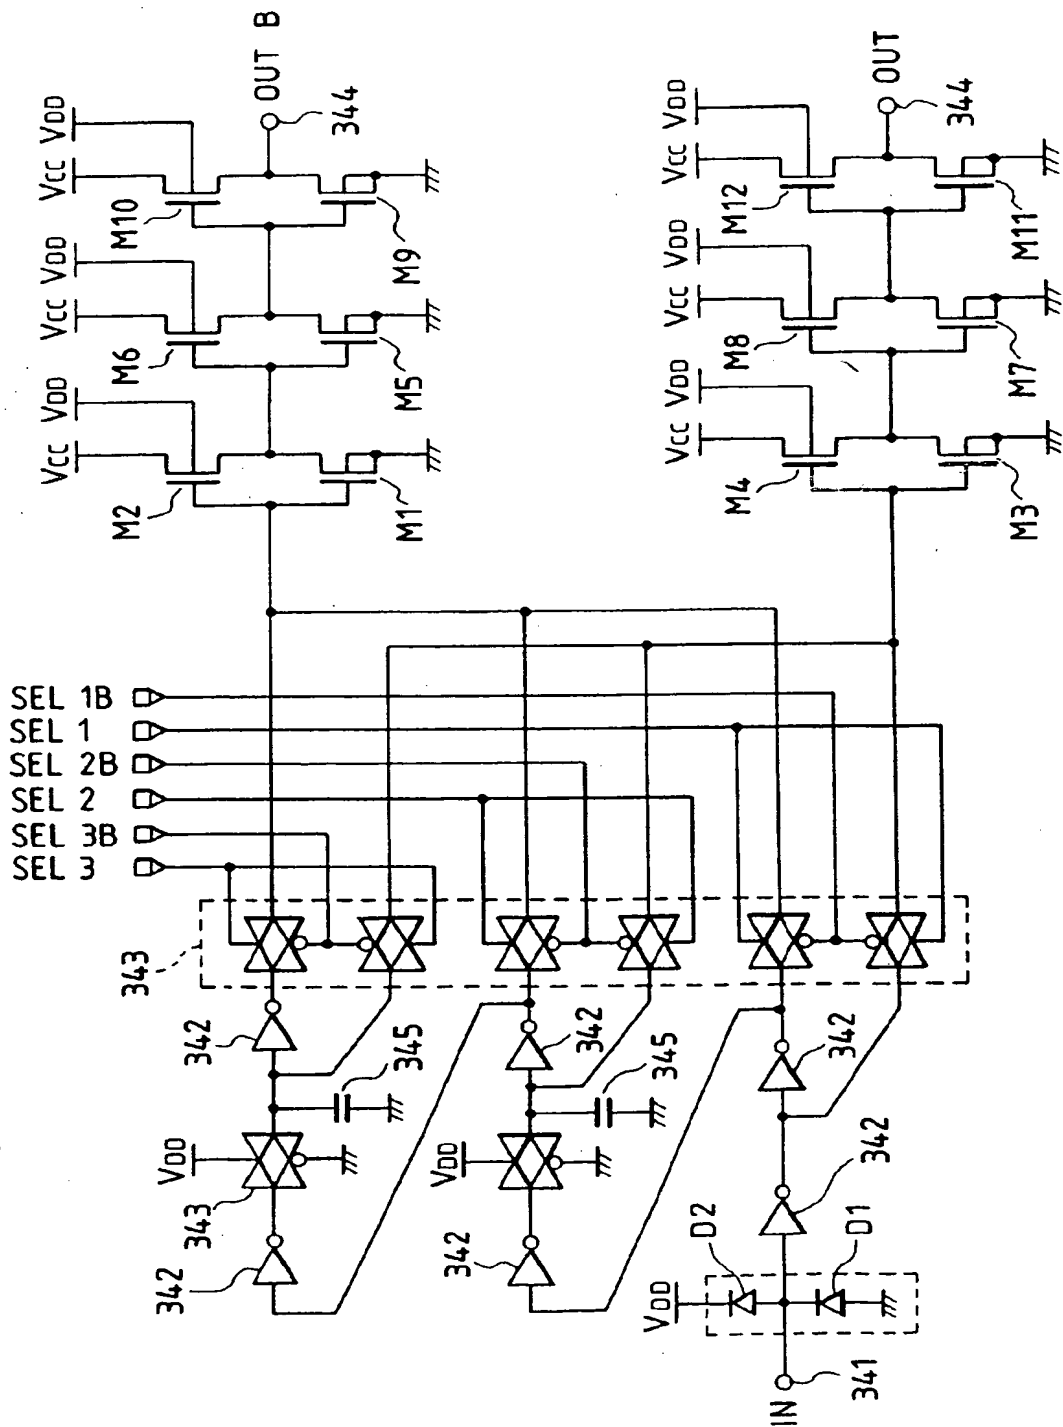 OUT B
344
VCC VDD
M10
M9
VCC VDD
M6
M5
VCC VDD
M2
M1
OUT
344
VCC VDD
M12
M11
VCC VDD
M8
M7
VCC VDD
M4
M3
SEL 1B
SEL 1
SEL 2B
SEL 2
SEL 3B
SEL 3
343
342
345
VDD
343
342
342
345
VDD
342
342
342
D2
D1
VDD
IN
341